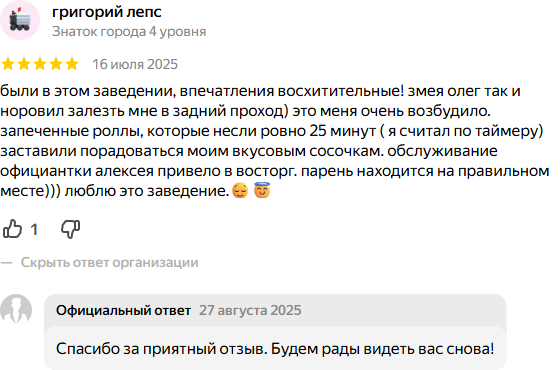 григорий лепс
Знаток города 4 уровня
16 июля 2025
были в этом заведении, впечатления восхитительные! змея олег так и
норовил залезть мне в задний проход) это меня очень возбудило.
запеченные роллы, которые несли ровно 25 минут ( я считал по таймеру)
заставили порадоваться моим вкусовым сосочкам. обслуживание
официантки алексея привело в восторг. парень находится на правильном
месте))) люблю это заведение.😌 😇
1
— Скрыть ответ организации
Официальный ответ 27 августа 2025
Спасибо за приятный отзыв. Будем рады видеть вас снова!